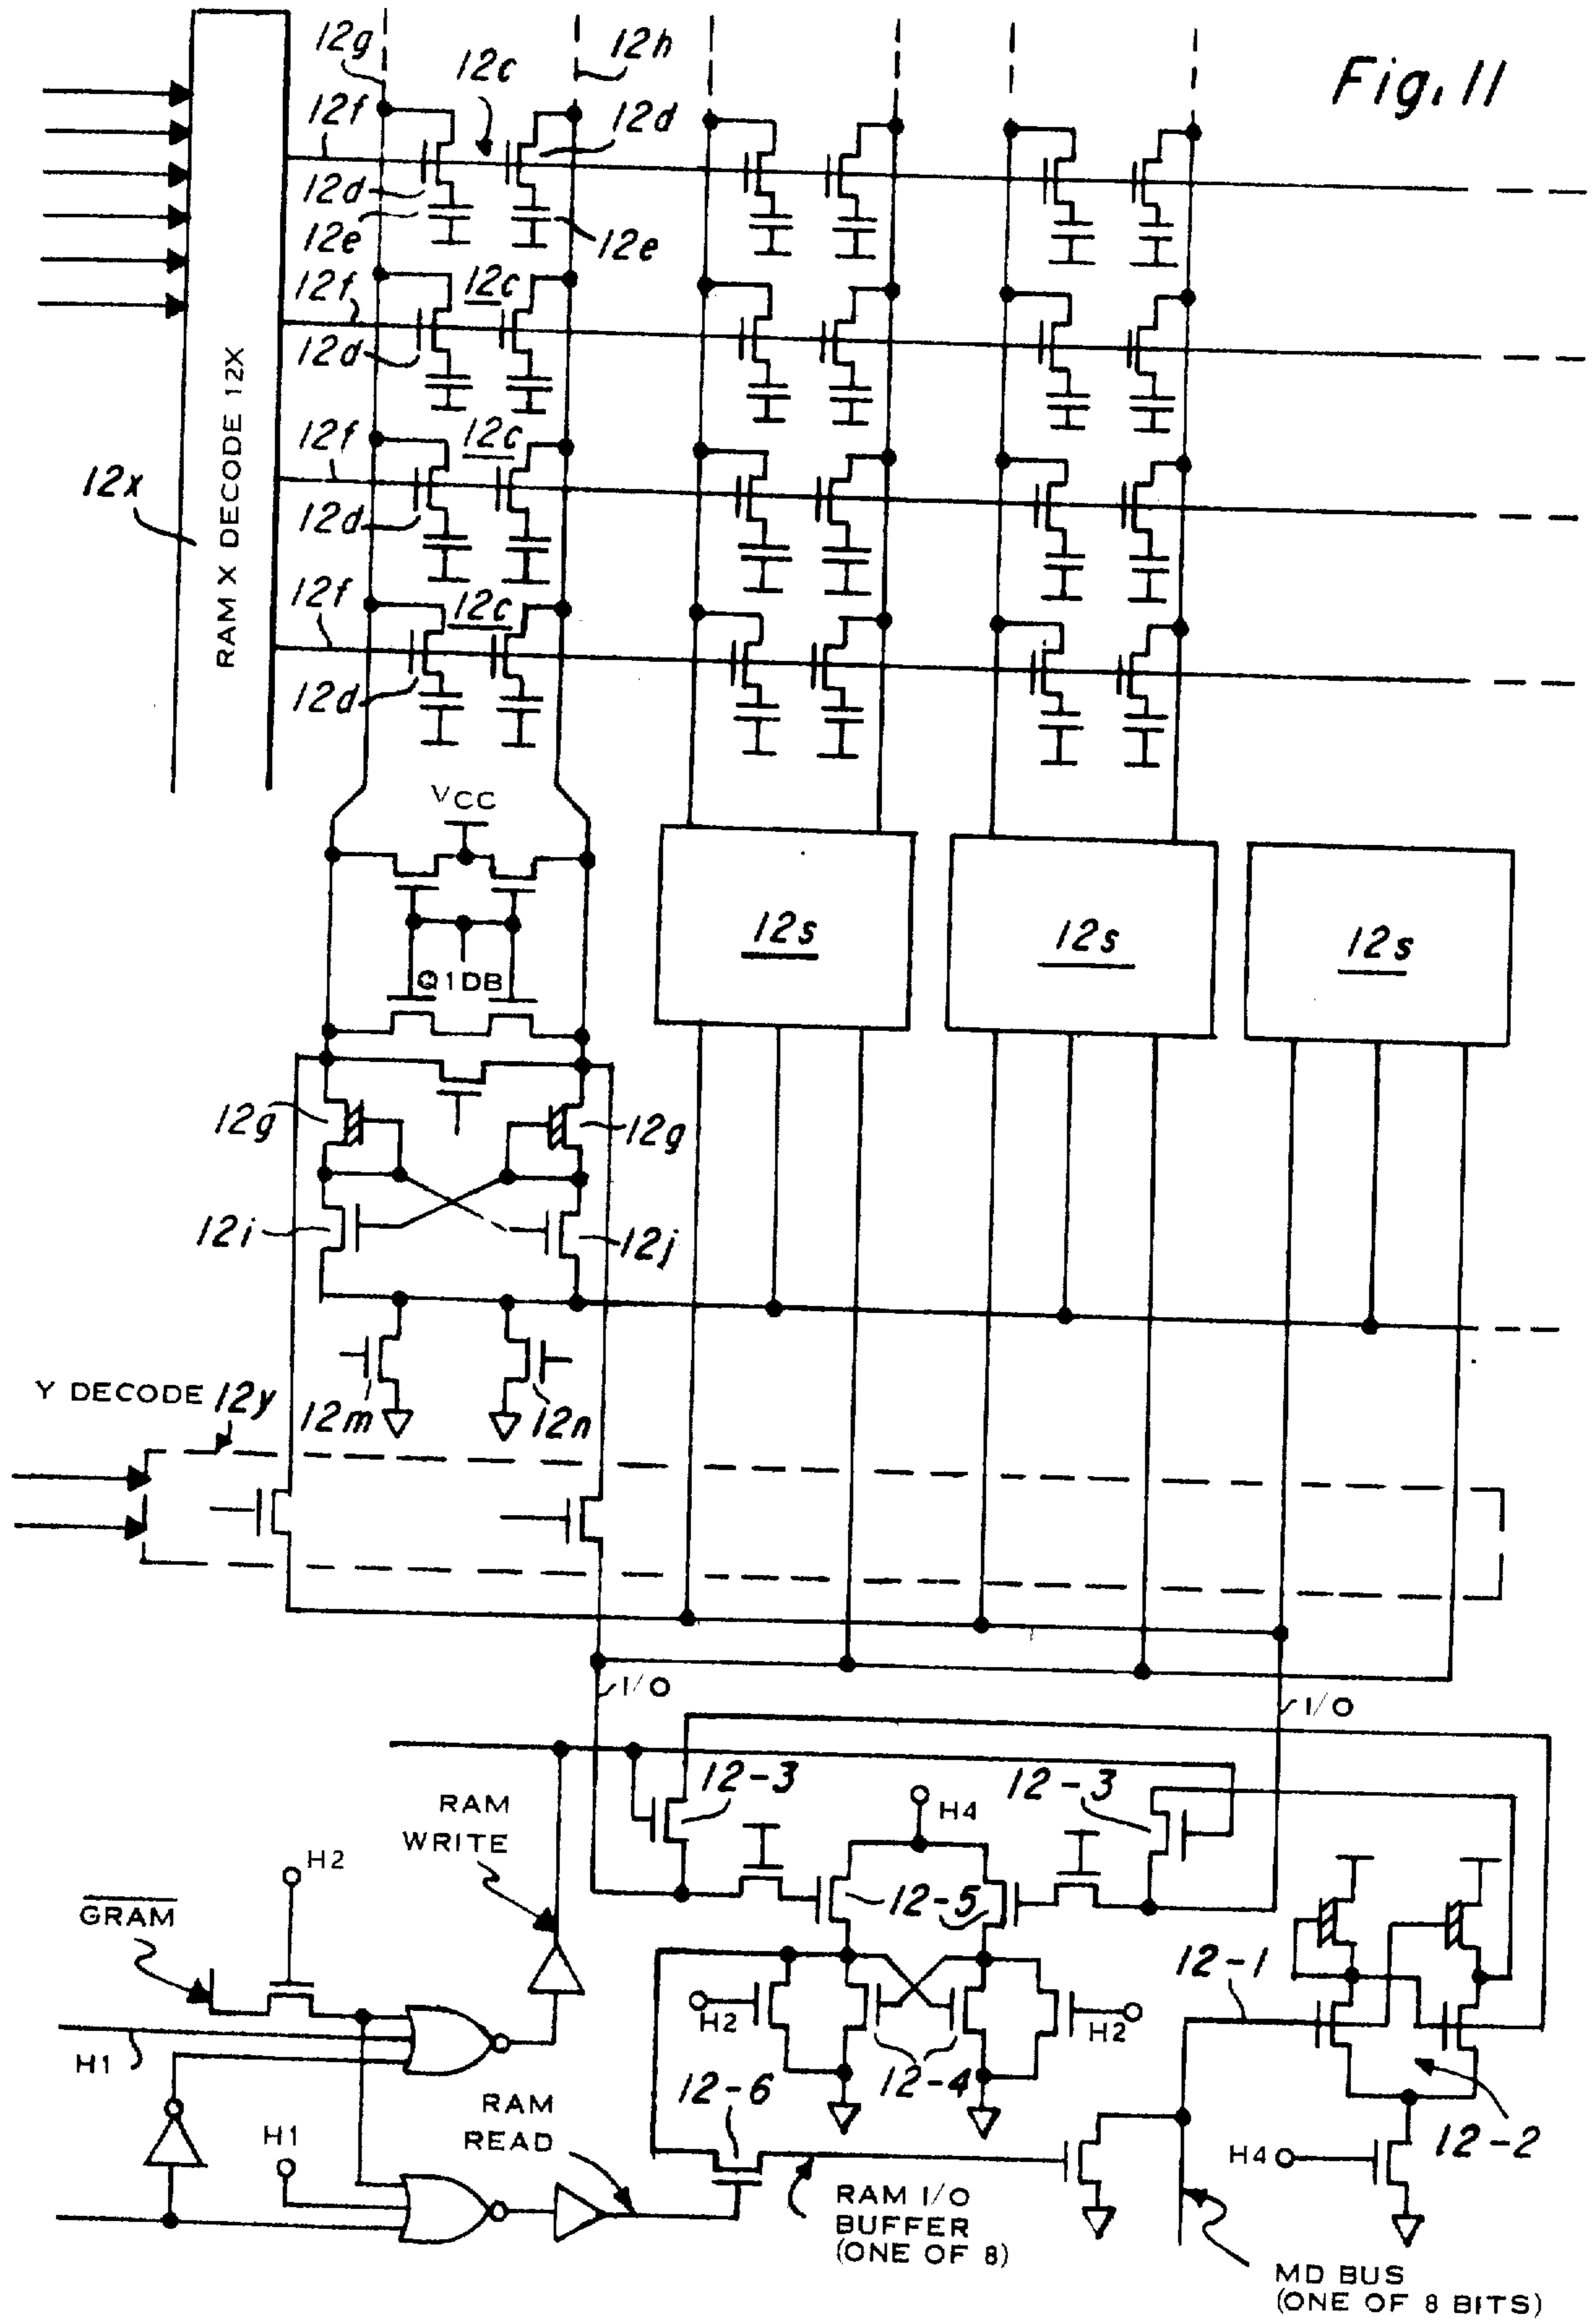 Fig. 11
12g
12h
12c
12f
12d
12d
12e
12e
12f
12c
12d
12f
12c
12d
12x
RAM X DECODE 12X
12f
12c
12d
VCC
Q1DB
12s
12s
12s
12g
12g
12i
12j
Y DECODE 12y
12m
12n
I/O
I/O
12-3
12-3
RAM
WRITE
H4
H2
GRAM
12-5
12-1
H2
H2
H1
12-4
12-6
RAM
READ
H1
12-2
H4
RAM I/O
BUFFER
(ONE OF 8)
MD BUS
(ONE OF 8 BITS)